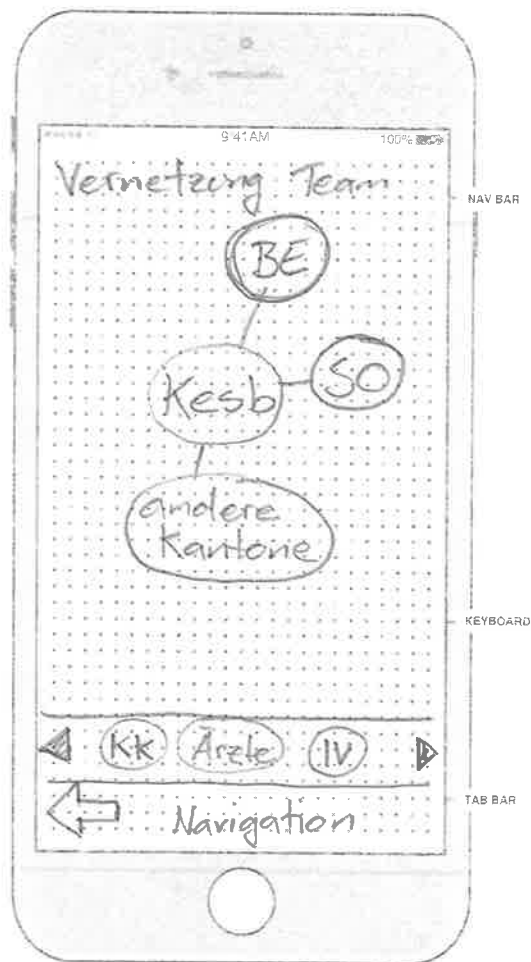 9:41 AM 100%
Vernetzung Team
NAV BAR
BE
Kesb
SO
andere
Kantone
KEYBOARD
KK Ärzte IV
TAB BAR
Navigation